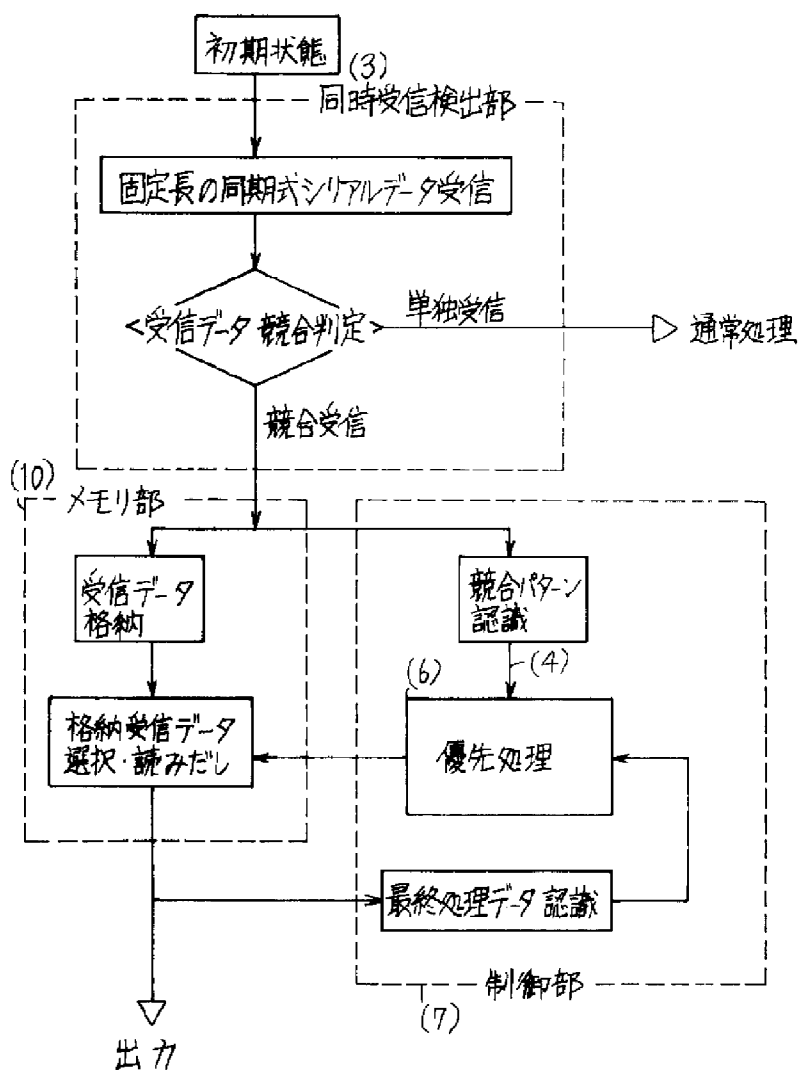 初期状態
(3)
同時受信検出部
固定長の同期式シリアルデータ受信
<受信データ競合判定>
単独受信
通常処理
競合受信
(10)
メモリ部
受信データ
格納
競合パターン
認識
(4)
(6)
格納受信データ
選択・読みだし
優先処理
最終処理データ認識
制御部
(7)
出力